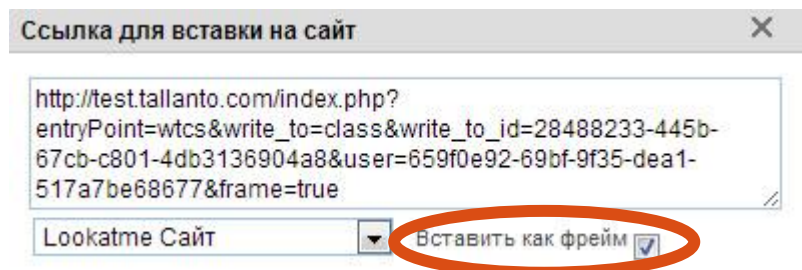 Ссылка для вставки на сайт
http://test.tallanto.com/index.php?
entryPoint=wtcs&write_to=class&write_to_id=28488233-445b-
67cb-c801-4db3136904a8&user=659f0e92-69bf-9f35-dea1-
517a7be68677&frame=true
Lookatme Сайт Вставить как фрейм